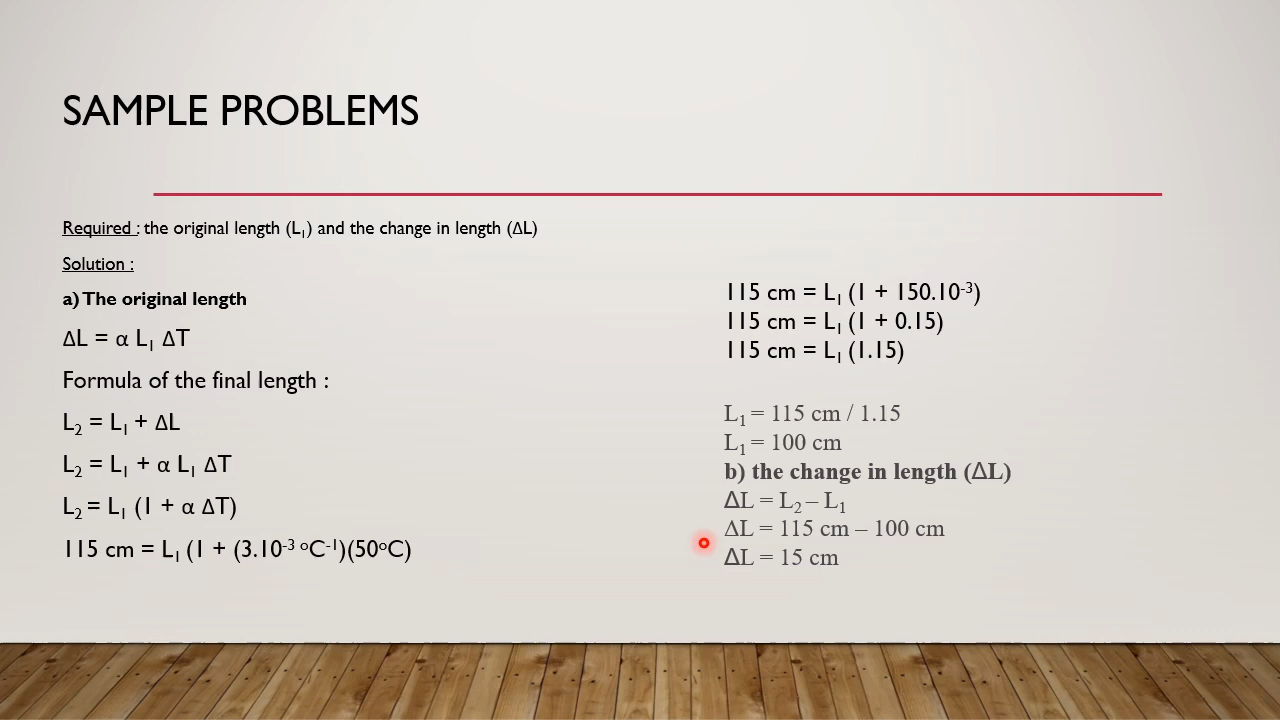 SAMPLE PROBLEMS
Required : the original length (L₁) and the change in length (ΔL)
Solution :
a) The original length
ΔL = α L₁ ΔT
Formula of the final length :
L₂ = L₁ + ΔL
L₂ = L₁ + α L₁ ΔT
L₂ = L₁ (1 + α ΔT)
115 cm = L₁ (1 + (3.10⁻³ ᵒC⁻¹)(50ᵒC)
115 cm = L₁ (1 + 150.10⁻³)
115 cm = L₁ (1 + 0.15)
115 cm = L₁ (1.15)
L₁ = 115 cm / 1.15
L₁ = 100 cm
b) the change in length (ΔL)
ΔL = L₂ – L₁
ΔL = 115 cm – 100 cm
ΔL = 15 cm